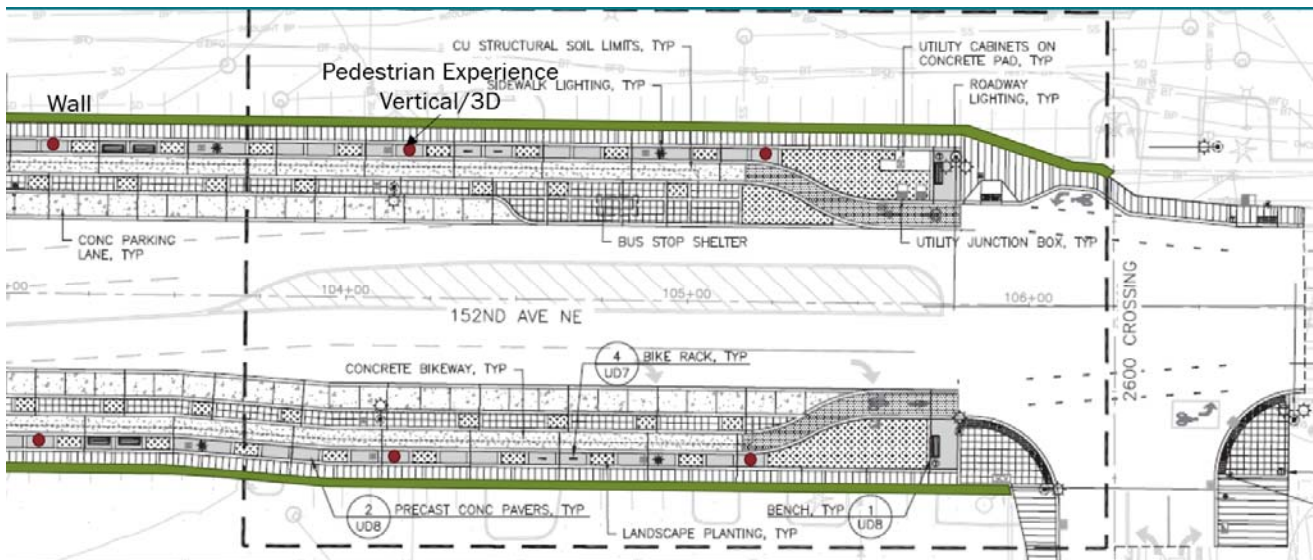 CU STRUCTURAL SOIL LIMITS, TYP
UTILITY CABINETS ON
CONCRETE PAD, TYP
Pedestrian Experience
Vertical/3D
SIDEWALK LIGHTING, TYP
ROADWAY
LIGHTING, TYP
Wall
CONC PARKING
LANE, TYP
BUS STOP SHELTER
UTILITY JUNCTION BOX, TYP
+00
104+00
105+00
106+00
152ND AVE NE
2600 CROSSING
CONCRETE BIKEWAY, TYP
4
UD7
BIKE RACK, TYP
2
UD8
PRECAST CONC PAVERS, TYP
BENCH, TYP
1
UD8
LANDSCAPE PLANTING, TYP